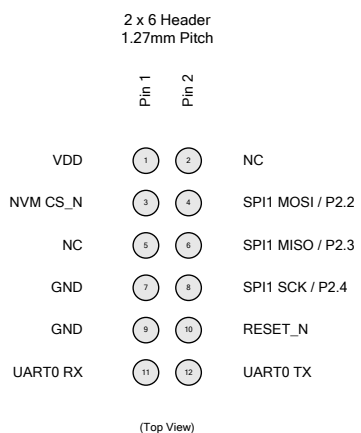 2 x 6 Header
1.27mm Pitch
Pin 1 Pin 2
VDD 1 2 NC
NVM CS_N 3 4 SPI1 MOSI / P2.2
NC 5 6 SPI1 MISO / P2.3
GND 7 8 SPI1 SCK / P2.4
GND 9 10 RESET_N
UART0 RX 11 12 UART0 TX
(Top View)